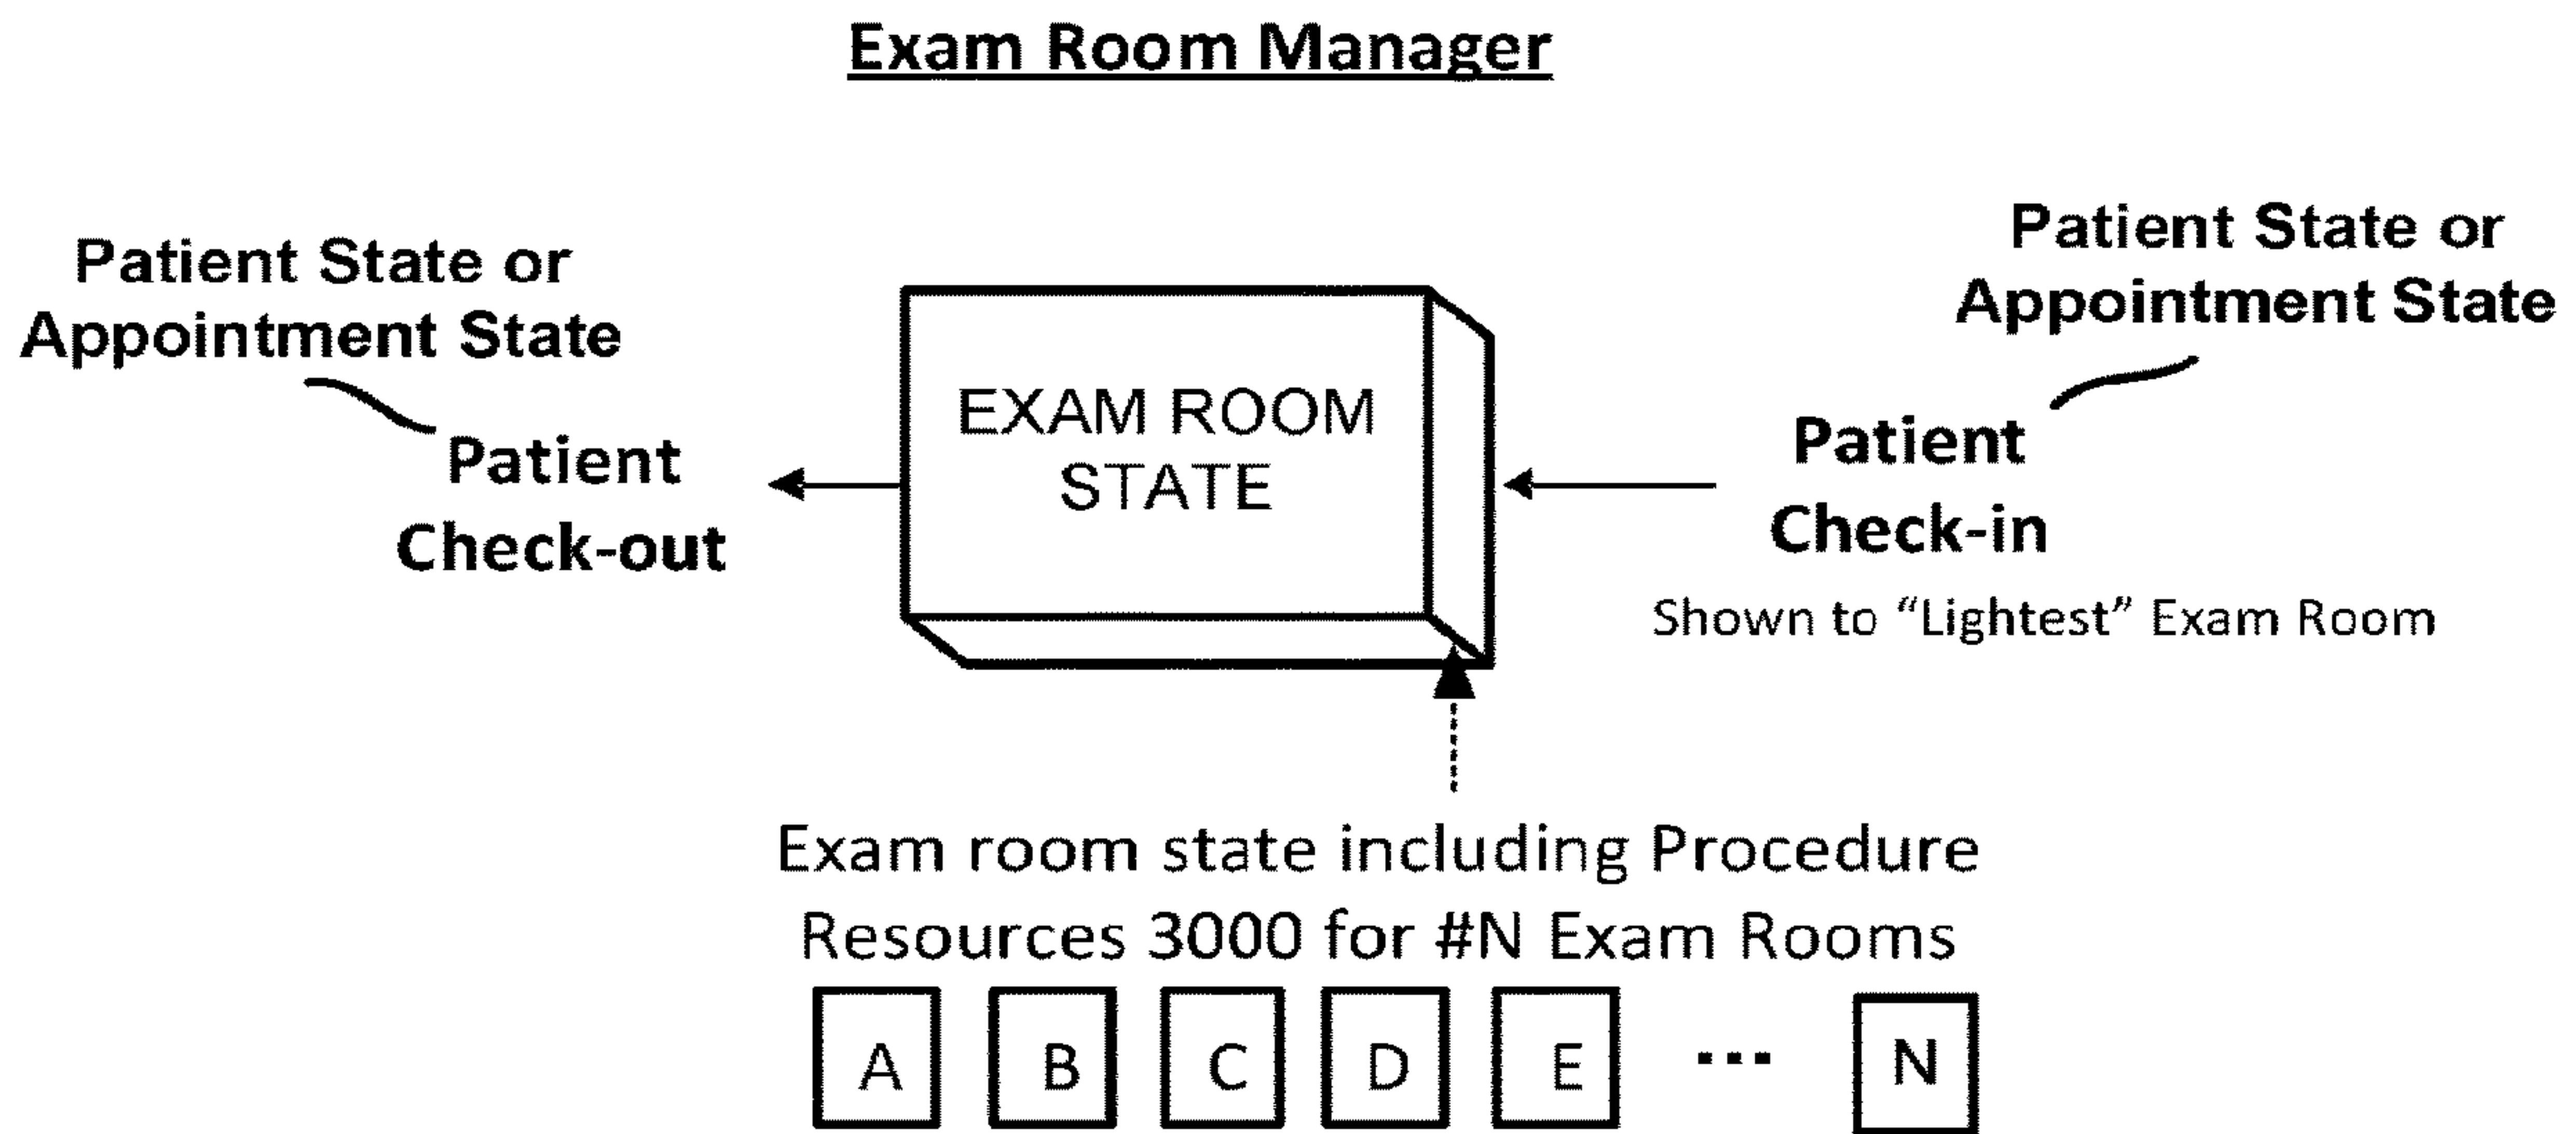 Exam Room Manager
Patient State or
Appointment State
Patient
Check-out
EXAM ROOM
STATE
Patient State or
Appointment State
Patient
Check-in
Shown to “Lightest” Exam Room
Exam room state including Procedure
Resources 3000 for #N Exam Rooms
A B C D E ... N